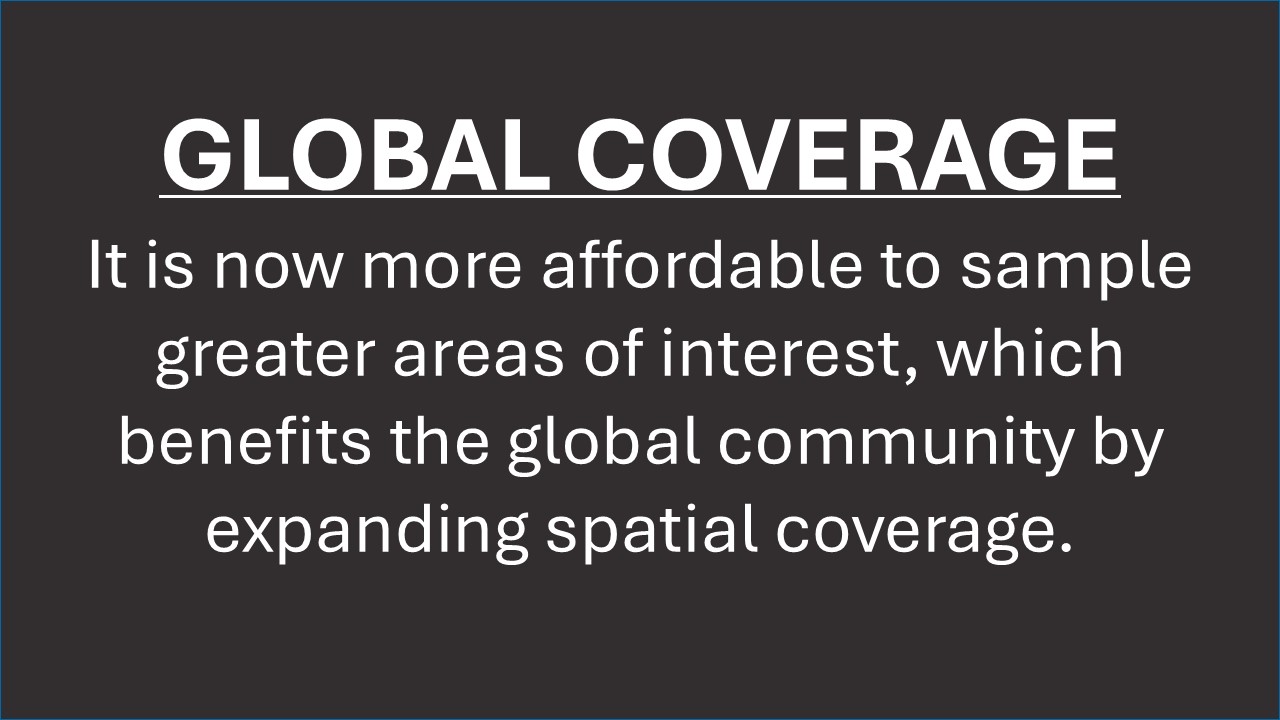 GLOBAL COVERAGE
It is now more affordable to sample
greater areas of interest, which
benefits the global community by
expanding spatial coverage.